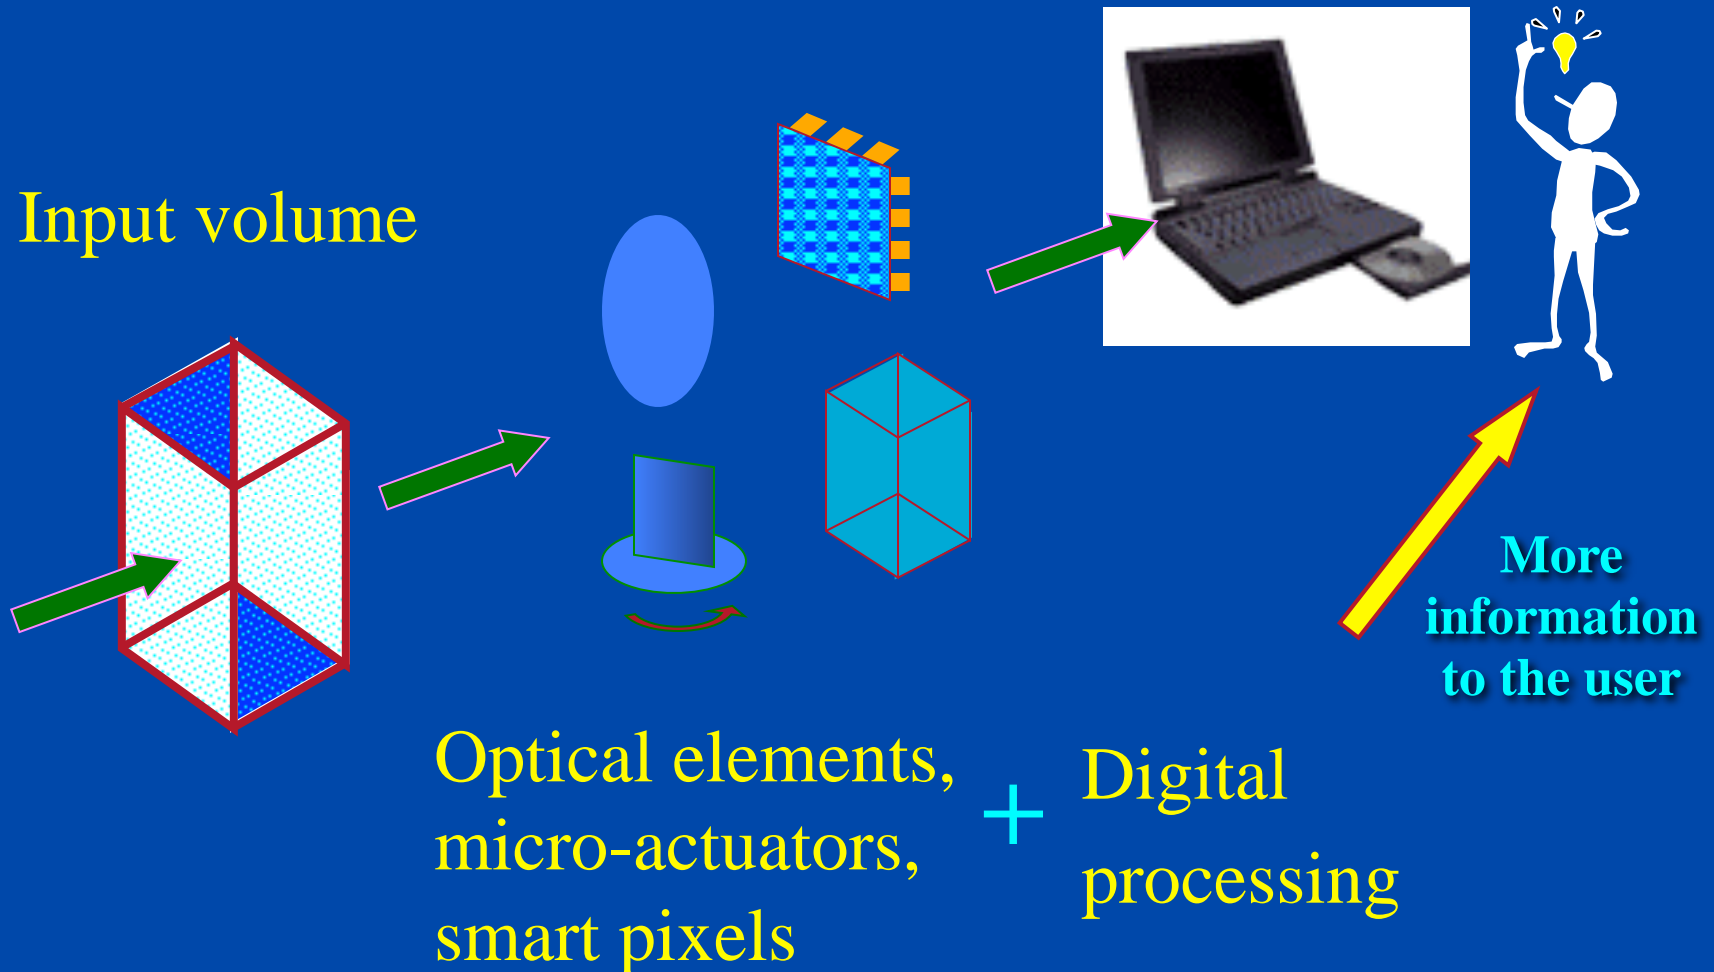 Input volume
Optical elements,
micro-actuators,
smart pixels
+
Digital
processing
More
information
to the user